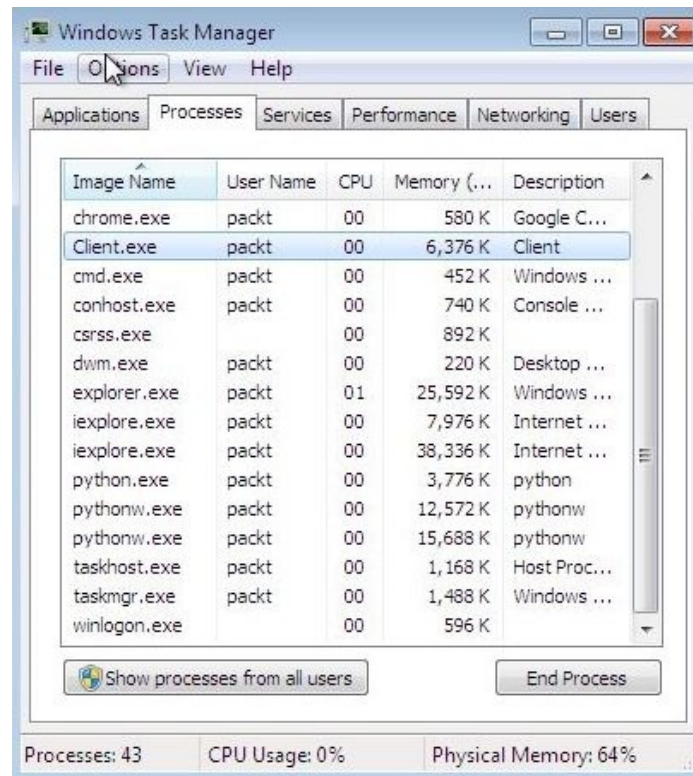 Windows Task Manager
File Options View Help
Applications Processes Services Performance Networking Users
Image Name User Name CPU Memory (... Description
chrome.exe packt 00 580 K Google C...
Client.exe packt 00 6,376 K Client
cmd.exe packt 00 452 K Windows ...
conhost.exe packt 00 740 K Console ...
csrss.exe 00 892 K
dwm.exe packt 00 220 K Desktop ...
explorer.exe packt 01 25,592 K Windows ...
iexplore.exe packt 00 7,976 K Internet ...
iexplore.exe packt 00 38,336 K Internet ...
python.exe packt 00 3,776 K python
pythonw.exe packt 00 12,572 K pythonw
pythonw.exe packt 00 15,688 K pythonw
taskhost.exe packt 00 1,168 K Host Proc...
taskmgr.exe packt 00 1,488 K Windows ...
winlogon.exe 00 596 K
Show processes from all users End Process
Processes: 43 CPU Usage: 0% Physical Memory: 64%